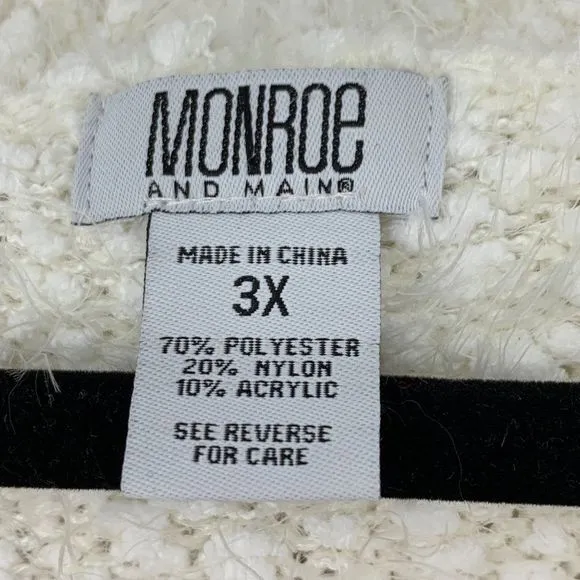 MONROe
AND MAIN®
MADE IN CHINA
3X
70% POLYESTER
20% NYLON
10% ACRYLIC
SEE REVERSE
FOR CARE